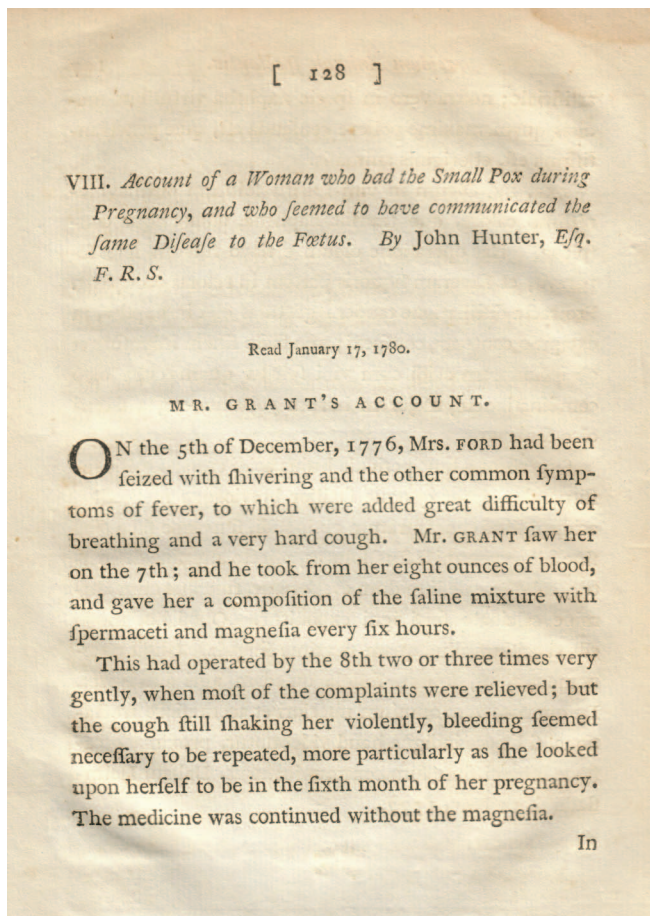 [ 128 ]
VIII. Account of a Woman who had the Small Pox during
Pregnancy, and who ſeemed to have communicated the
ſame Diſeaſe to the Fœtus. By John Hunter, Eſq.
F. R. S.
Read January 17, 1780.
MR. GRANT'S ACCOUNT.
ON the 5th of December, 1776, Mrs. FORD had been
ſeized with ſhivering and the other common ſymp-
toms of fever, to which were added great difficulty of
breathing and a very hard cough. Mr. GRANT ſaw her
on the 7th; and he took from her eight ounces of blood,
and gave her a compoſition of the ſaline mixture with
ſpermaceti and magneſia every ſix hours.
This had operated by the 8th two or three times very
gently, when moſt of the complaints were relieved; but
the cough ſtill ſhaking her violently, bleeding ſeemed
neceſſary to be repeated, more particularly as ſhe looked
upon herſelf to be in the ſixth month of her pregnancy.
The medicine was continued without the magneſia.
In